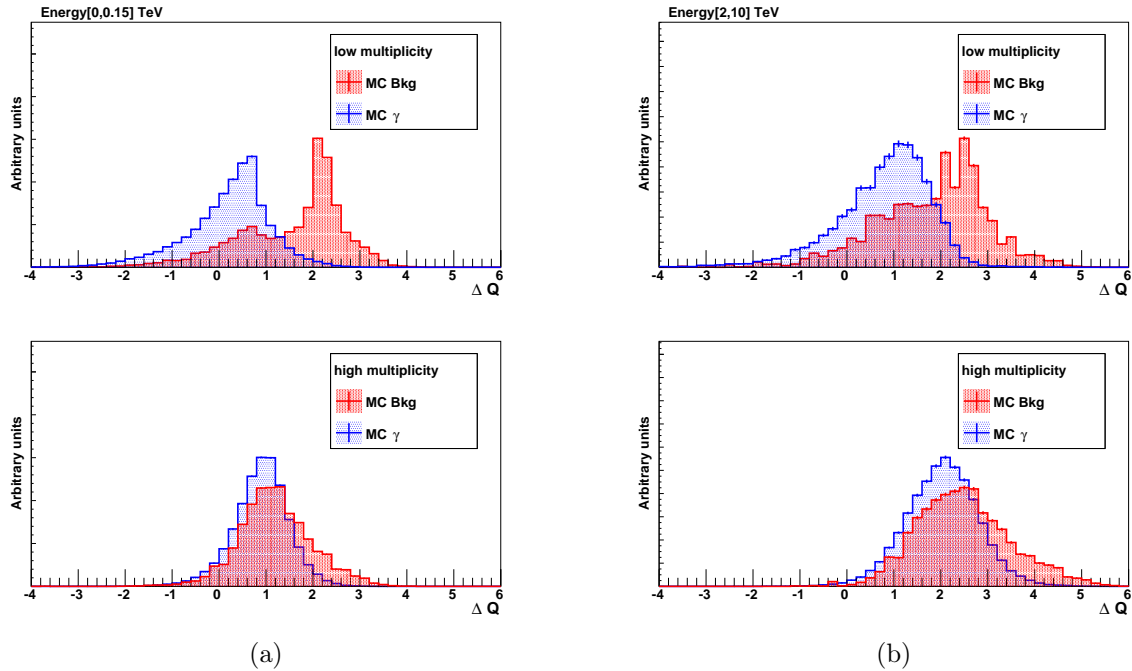 Energy[0,0.15] TeV
Arbitrary units
low multiplicity
MC Bkg
MC γ
-4 -3 -2 -1 0 1 2 3 4 5 6
Δ Q
Energy[2,10] TeV
Arbitrary units
low multiplicity
MC Bkg
MC γ
-4 -3 -2 -1 0 1 2 3 4 5 6
Δ Q
Arbitrary units
high multiplicity
MC Bkg
MC γ
-4 -3 -2 -1 0 1 2 3 4 5 6
Δ Q
Arbitrary units
high multiplicity
MC Bkg
MC γ
-4 -3 -2 -1 0 1 2 3 4 5 6
Δ Q
(a)
(b)